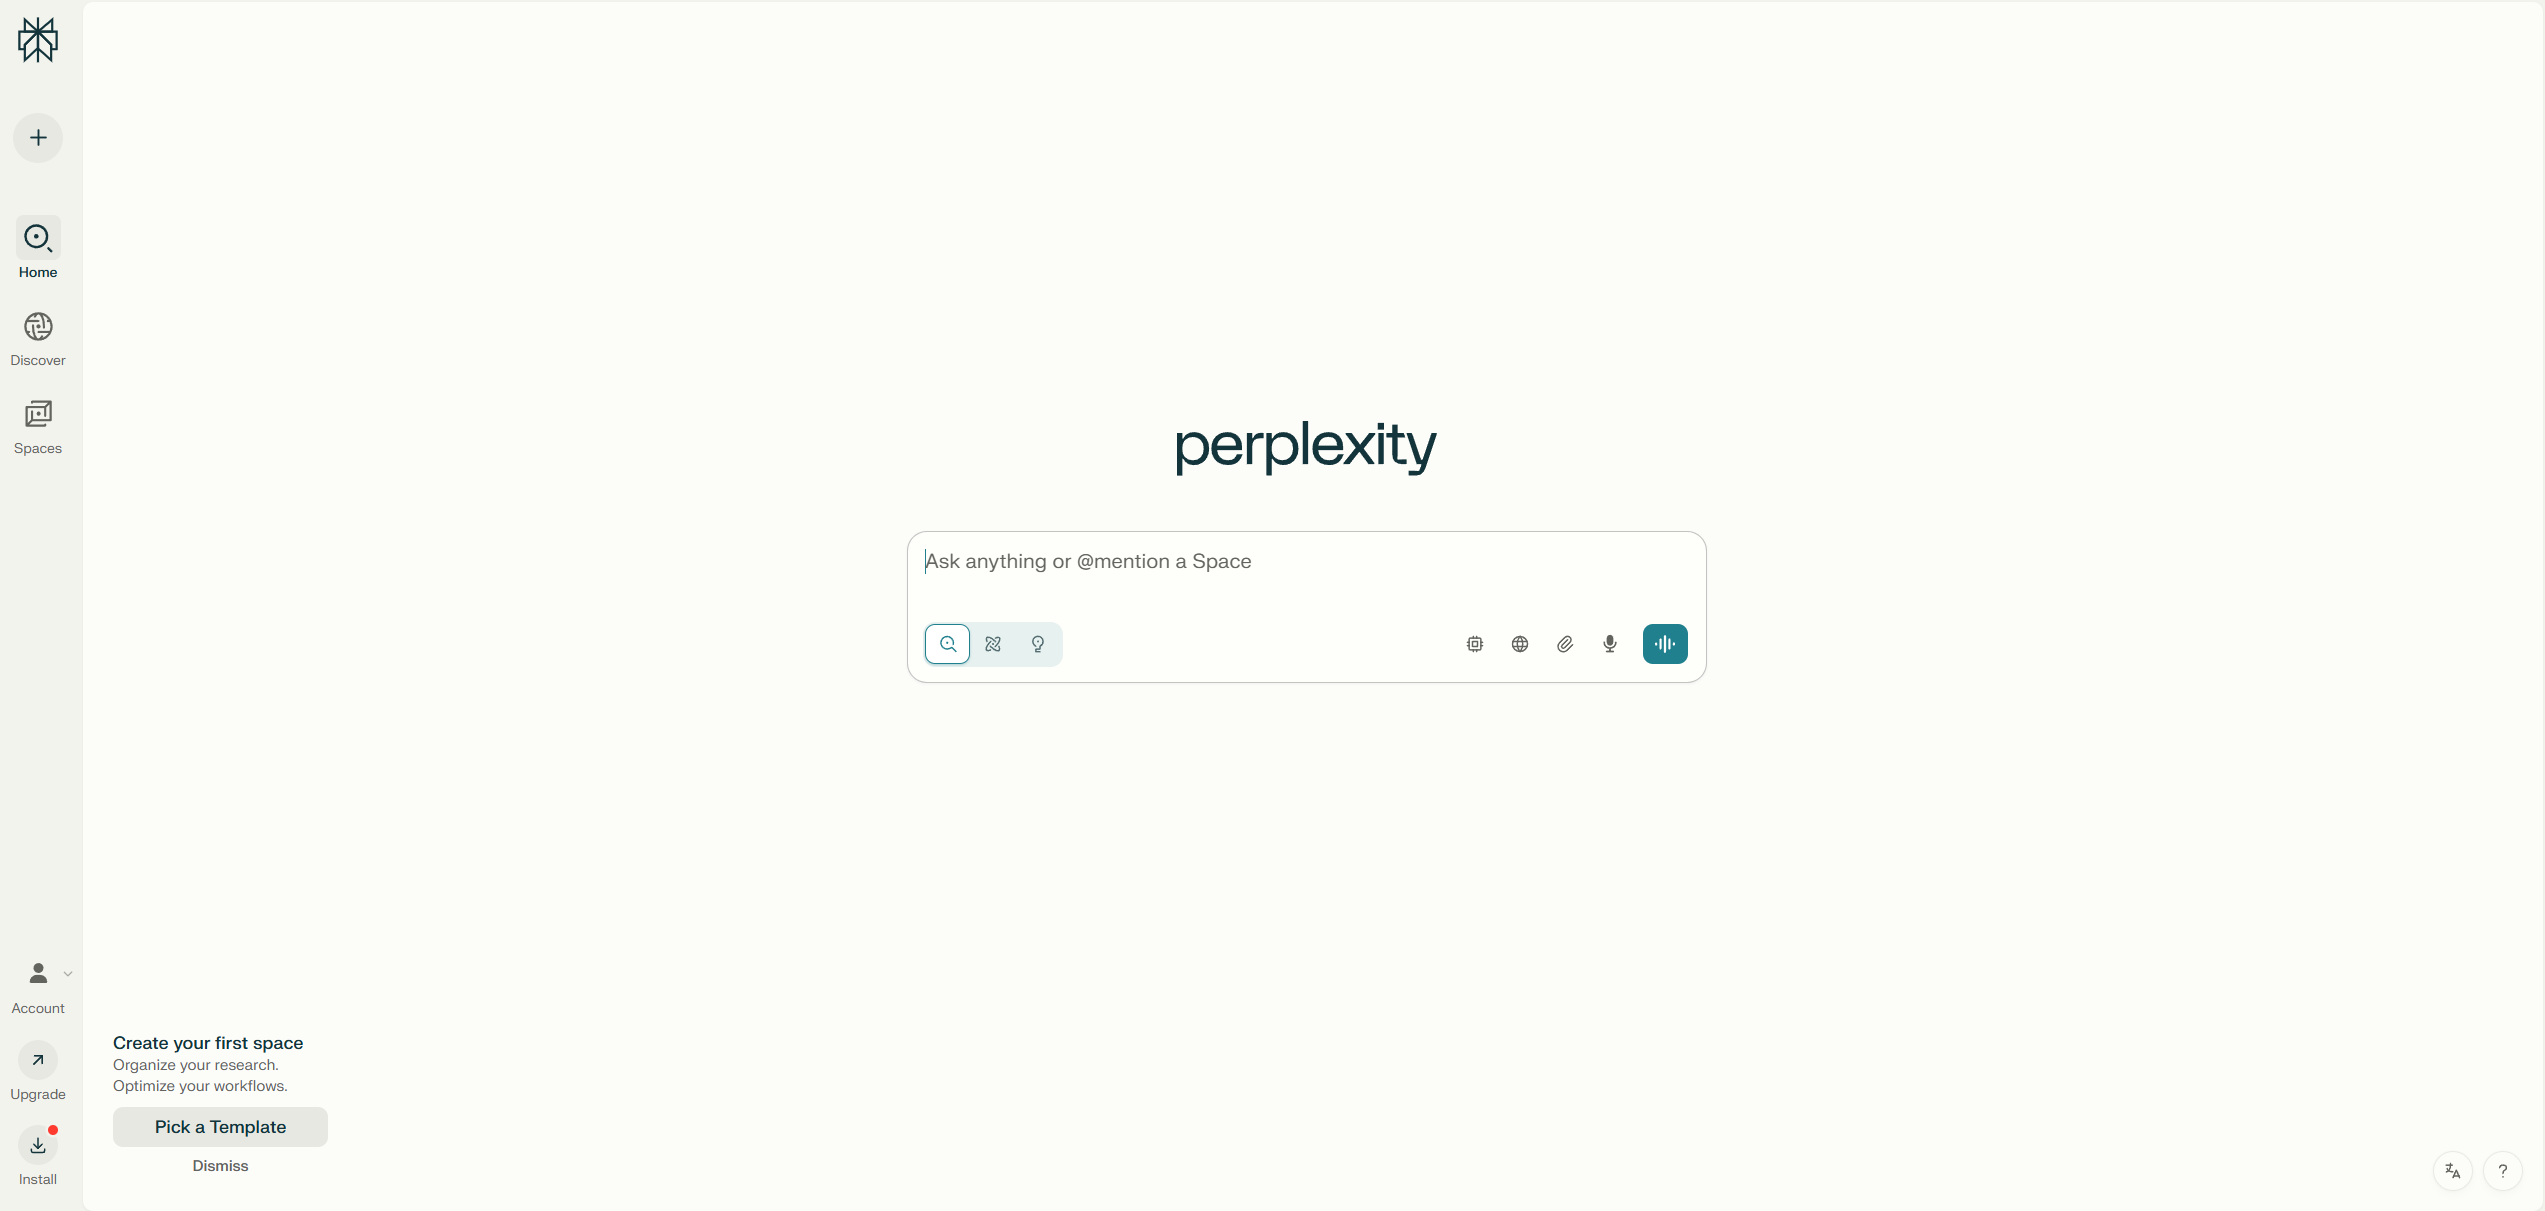 Home
Discover
Spaces
perplexity
Ask anything or @mention a Space
Account
Upgrade
Install
Create your first space
Organize your research.
Optimize your workflows.
Pick a Template
Dismiss
?